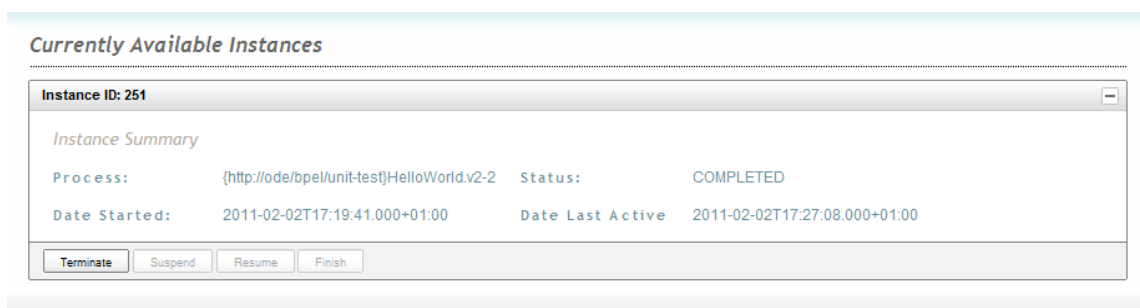 Currently Available Instances
Instance ID: 251
Instance Summary
Process: {http://ode/bpel/unit-test}HelloWorld.v2-2 Status: COMPLETED
Date Started: 2011-02-02T17:19:41.000+01:00 Date Last Active 2011-02-02T17:27:08.000+01:00
Terminate Suspend Resume Finish